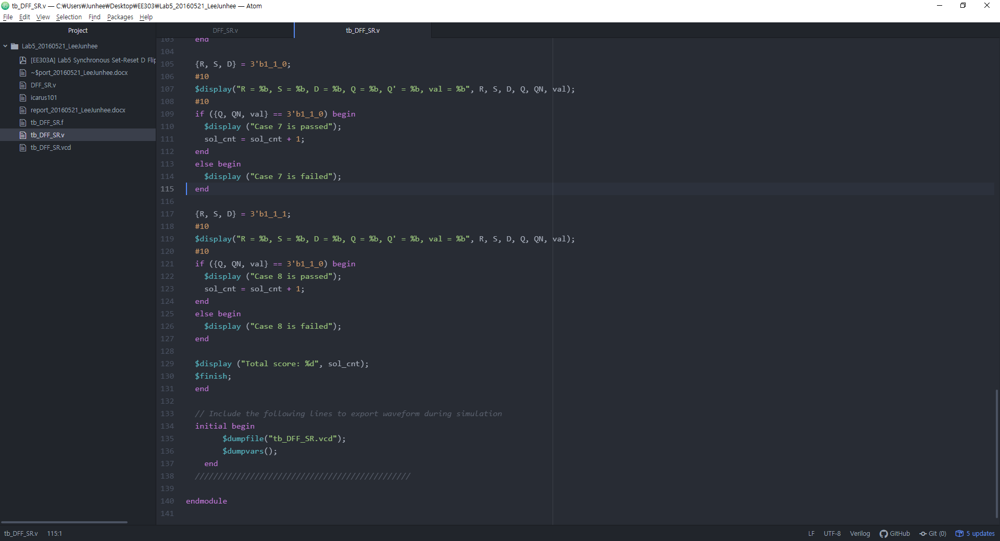 tb_DFF_SR.v — C:₩Users₩Junhee₩Desktop₩EE303₩Lab5_20160521_LeeJunhee — Atom
File Edit View Selection Find Packages Help
Project
DFF_SR.v
tb_DFF_SR.v
Lab5_20160521_LeeJunhee
[EE303A] Lab5 Synchronous Set-Reset D Flip
~$port_20160521_LeeJunhee.docx
DFF_SR.v
icarus101
report_20160521_LeeJunhee.docx
tb_DFF_SR.f
tb_DFF_SR.v
tb_DFF_SR.vcd
103 end
104
105 {R, S, D} = 3'b1_1_0;
106 #10
107 $display("R = %b, S = %b, D = %b, Q = %b, Q' = %b, val = %b", R, S, D, Q, QN, val);
108 #10
109 if ({Q, QN, val} == 3'b1_1_0) begin
110 $display ("Case 7 is passed");
111 sol_cnt = sol_cnt + 1;
112 end
113 else begin
114 $display ("Case 7 is failed");
115 end
116
117 {R, S, D} = 3'b1_1_1;
118 #10
119 $display("R = %b, S = %b, D = %b, Q = %b, Q' = %b, val = %b", R, S, D, Q, QN, val);
120 #10
121 if ({Q, QN, val} == 3'b1_1_0) begin
122 $display ("Case 8 is passed");
123 sol_cnt = sol_cnt + 1;
124 end
125 else begin
126 $display ("Case 8 is failed");
127 end
128
129 $display ("Total score: %d", sol_cnt);
130 $finish;
131 end
132
133 // Include the following lines to export waveform during simulation
134 initial begin
135 $dumpfile("tb_DFF_SR.vcd");
136 $dumpvars();
137 end
138 ///////////////////////////////////////////////
139
140 endmodule
141
tb_DFF_SR.v 115:1
LF UTF-8 Verilog GitHub Git (0) 5 updates